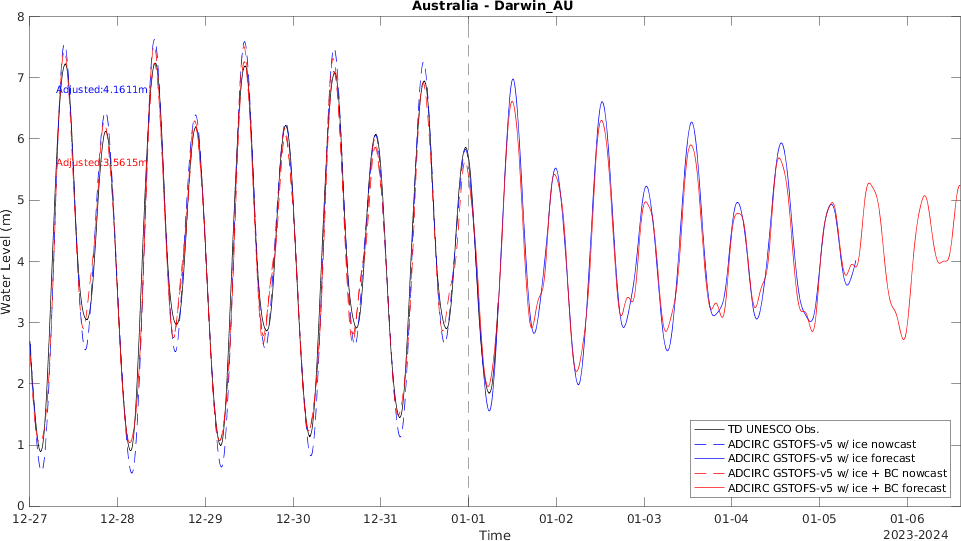 Australia - Darwin_AU
8
7
6
5
4
3
2
1
0
Water Level (m)
Adjusted:4.1611m
Adjusted:3.5615m
TD UNESCO Obs.
ADCIRC GSTOFS-v5 w/ ice nowcast
ADCIRC GSTOFS-v5 w/ ice forecast
ADCIRC GSTOFS-v5 w/ ice + BC nowcast
ADCIRC GSTOFS-v5 w/ ice + BC forecast
12-27 12-28 12-29 12-30 12-31 01-01 01-02 01-03 01-04 01-05 01-06
Time
2023-2024